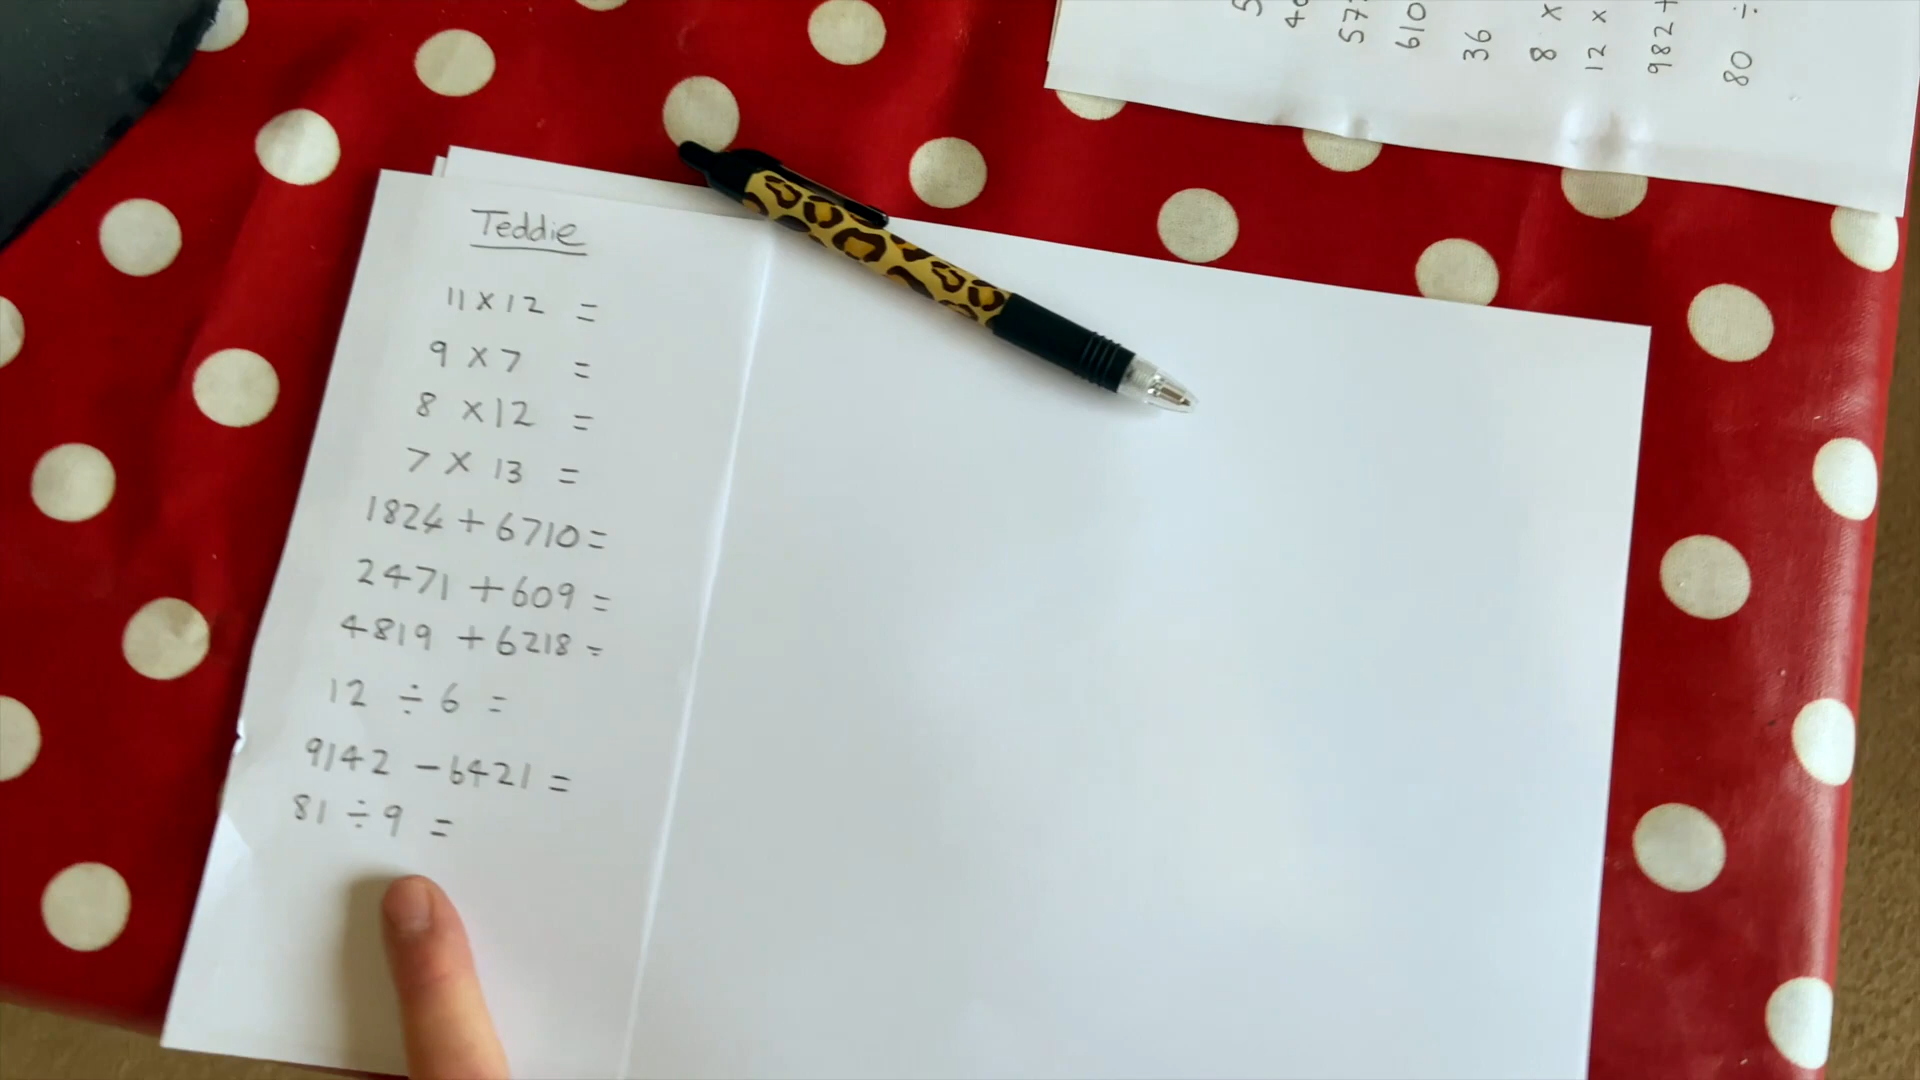 Teddie
11 x 12 =
9 x 7 =
8 x 12 =
7 x 13 =
1824 + 6710 =
2471 + 609 =
4819 + 6218 =
12 ÷ 6 =
9142 - 6421 =
81 ÷ 9 =
610
36
8 x
12 x
982 +
80 ÷